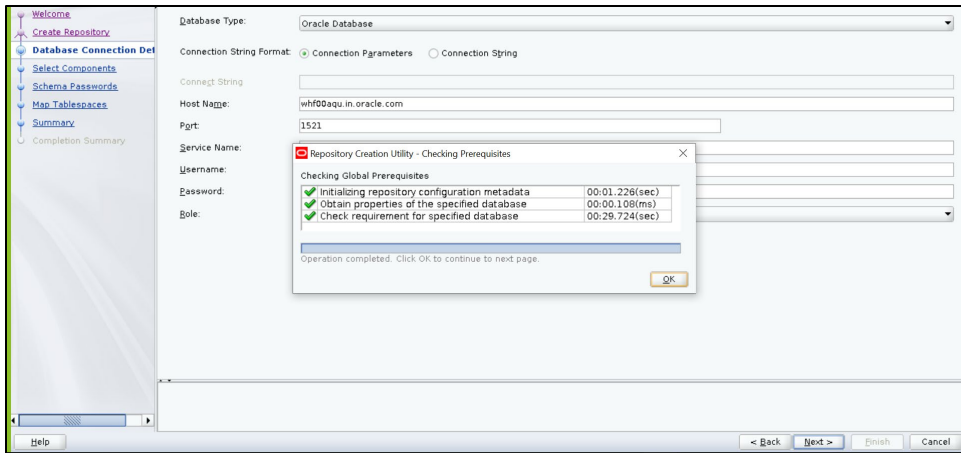 Welcome
Create Repository
Database Connection Det
Select Components
Schema Passwords
Map Tablespaces
Summary
Completion Summary
Database Type: Oracle Database
Connection String Format: Connection Parameters Connection String
Connect String
Host Name: whf00aqu.in.oracle.com
Port: 1521
Service Name:
Username:
Password:
Role:
Repository Creation Utility - Checking Prerequisites
Checking Global Prerequisites
Initializing repository configuration metadata 00:01.226(sec)
Obtain properties of the specified database 00:00.108(ms)
Check requirement for specified database 00:29.724(sec)
Operation completed. Click OK to continue to next page.
OK
Help < Back Next > Finish Cancel